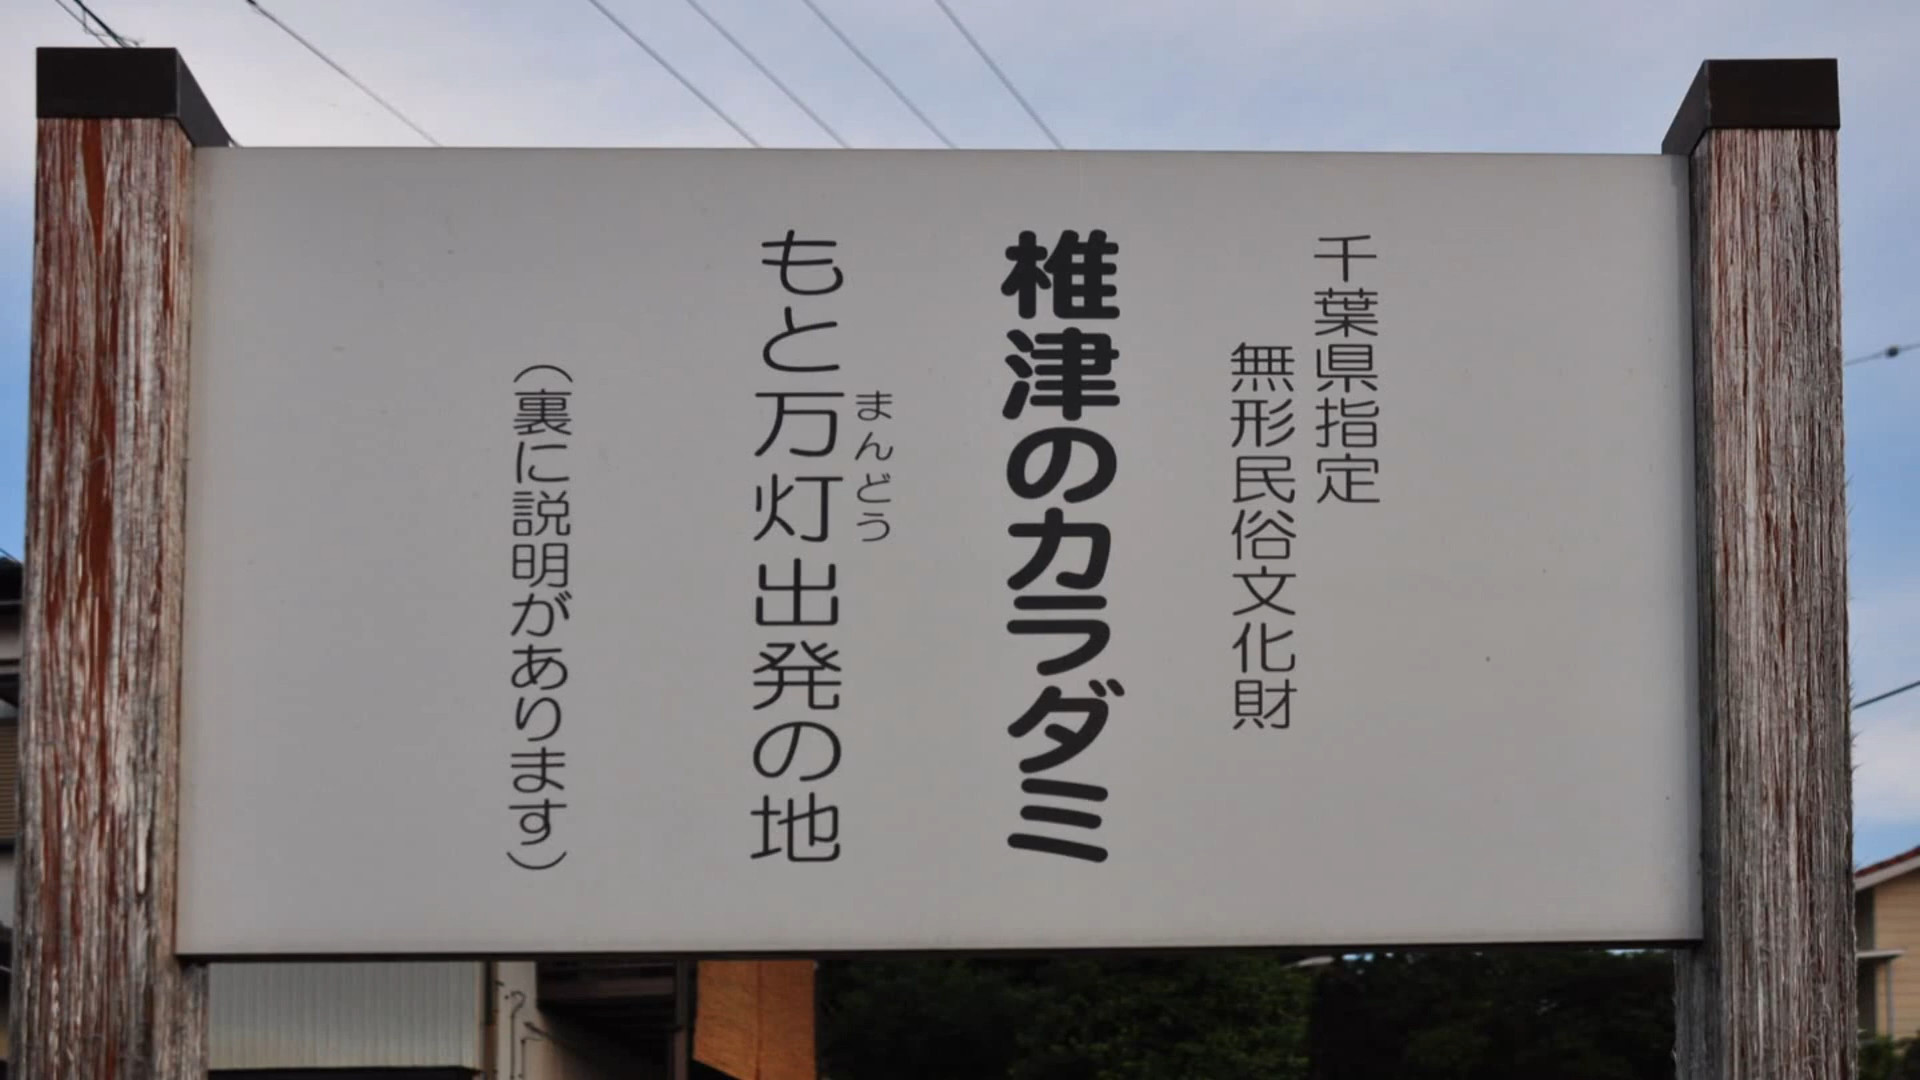 千葉県指定
無形民俗文化財
椎津のカラダミ
もと万灯出発の地
まんどう
（裏に説明があります）